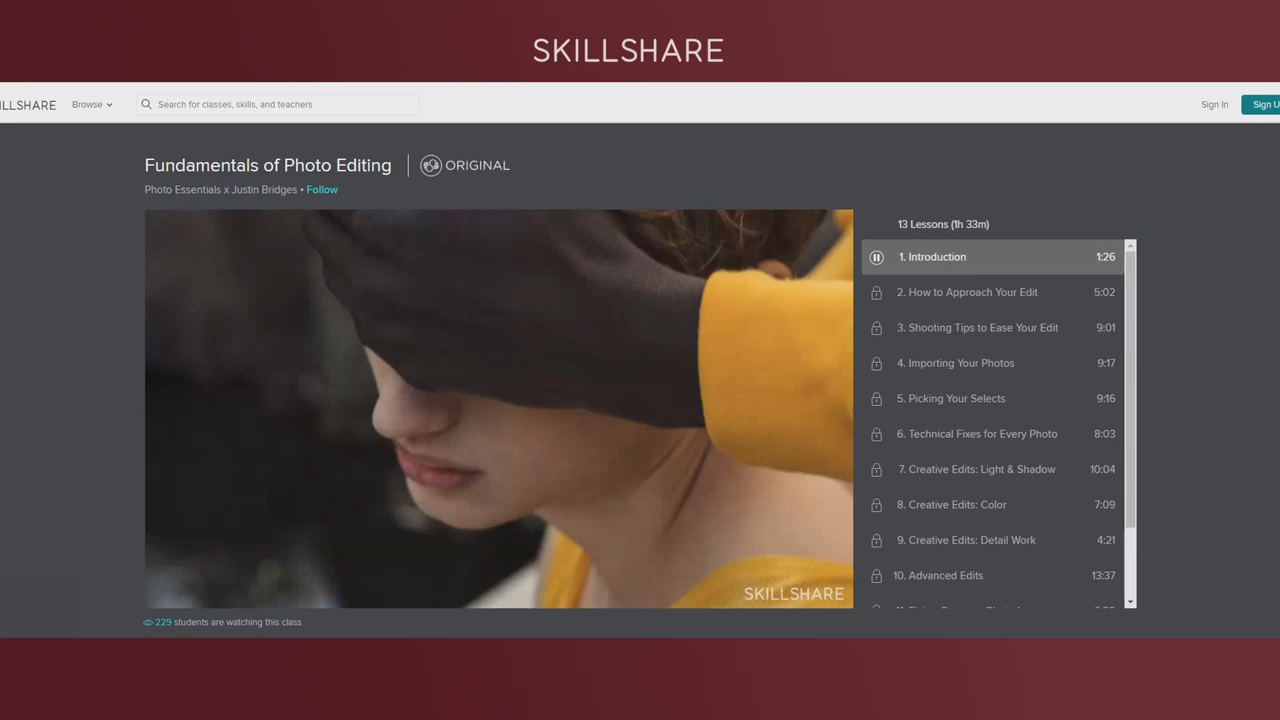 SKILLSHARE
ILLSHARE Browse Search for classes, skills, and teachers Sign In Sign U
Fundamentals of Photo Editing ORIGINAL
Photo Essentials x Justin Bridges • Follow
13 Lessons (1h 33m)
1. Introduction 1:26
2. How to Approach Your Edit 5:02
3. Shooting Tips to Ease Your Edit 9:01
4. Importing Your Photos 9:17
5. Picking Your Selects 9:16
6. Technical Fixes for Every Photo 8:03
7. Creative Edits: Light & Shadow 10:04
8. Creative Edits: Color 7:09
9. Creative Edits: Detail Work 4:21
10. Advanced Edits 13:37
SKILLSHARE
229 students are watching this class